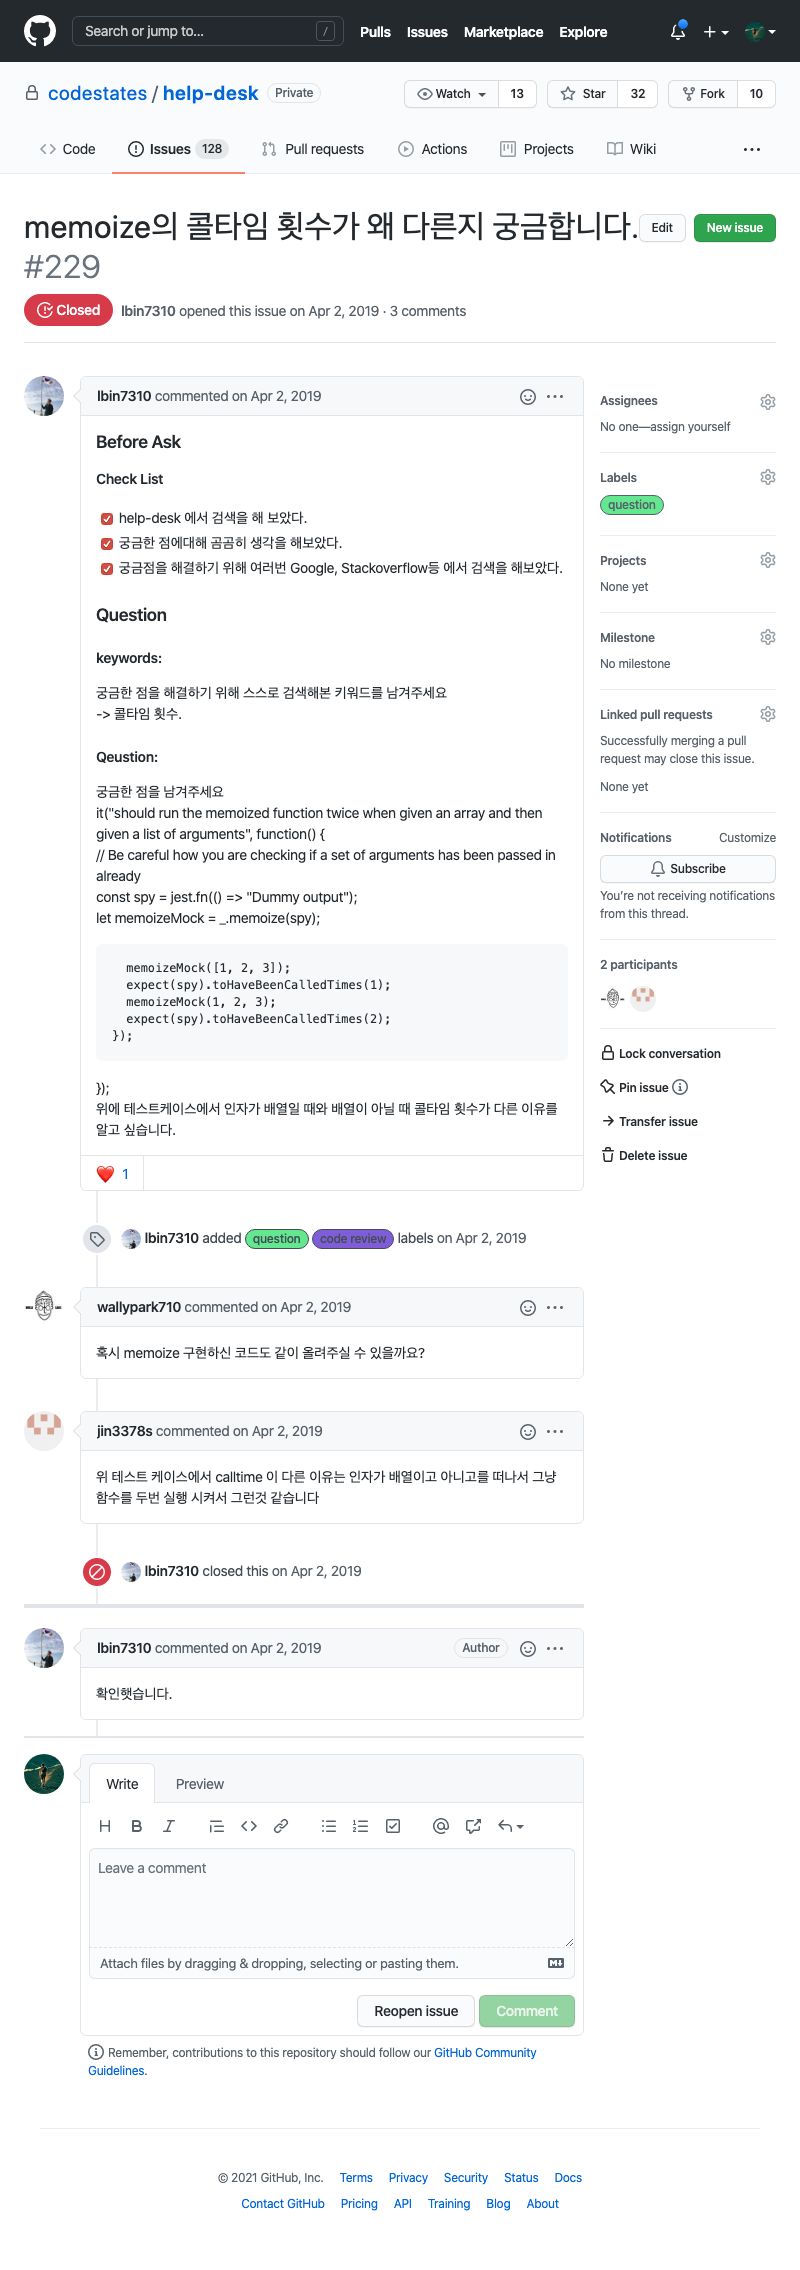 Search or jump to... /
Pulls Issues Marketplace Explore
codestates / help-desk Private
Watch 13 Star 32 Fork 10
Code Issues 128 Pull requests Actions Projects Wiki
memoize의 콜타임 횟수가 왜 다른지 궁금합니다.
#229
Edit New issue
Closed lbin7310 opened this issue on Apr 2, 2019 · 3 comments
lbin7310 commented on Apr 2, 2019
Before Ask
Check List
help-desk 에서 검색을 해 보았다.
궁금한 점에대해 곰곰히 생각을 해보았다.
궁금점을 해결하기 위해 여러번 Google, Stackoverflow등 에서 검색을 해보았다.
Question
keywords:
궁금한 점을 해결하기 위해 스스로 검색해본 키워드를 남겨주세요
-> 콜타임 횟수.
Qeustion:
궁금한 점을 남겨주세요
it("should run the memoized function twice when given an array and then
given a list of arguments", function() {
// Be careful how you are checking if a set of arguments has been passed in
already
const spy = jest.fn(() => "Dummy output");
let memoizeMock = _.memoize(spy);
memoizeMock([1, 2, 3]);
expect(spy).toHaveBeenCalledTimes(1);
memoizeMock(1, 2, 3);
expect(spy).toHaveBeenCalledTimes(2);
});
});
위에 테스트케이스에서 인자가 배열일 때와 배열이 아닐 때 콜타임 횟수가 다른 이유를
알고 싶습니다.
1
lbin7310 added question code review labels on Apr 2, 2019
wallypark710 commented on Apr 2, 2019
혹시 memoize 구현하신 코드도 같이 올려주실 수 있을까요?
jin3378s commented on Apr 2, 2019
위 테스트 케이스에서 calltime 이 다른 이유는 인자가 배열이고 아니고를 떠나서 그냥
함수를 두번 실행 시켜서 그런것 같습니다
lbin7310 closed this on Apr 2, 2019
lbin7310 commented on Apr 2, 2019 Author
확인햇습니다.
Write Preview
Leave a comment
Attach files by dragging & dropping, selecting or pasting them.
Reopen issue Comment
Remember, contributions to this repository should follow our GitHub Community
Guidelines.
Assignees
No one—assign yourself
Labels
question
Projects
None yet
Milestone
No milestone
Linked pull requests
Successfully merging a pull
request may close this issue.
None yet
Notifications Customize
Subscribe
You're not receiving notifications
from this thread.
2 participants
Lock conversation
Pin issue
Transfer issue
Delete issue
© 2021 GitHub, Inc. Terms Privacy Security Status Docs
Contact GitHub Pricing API Training Blog About